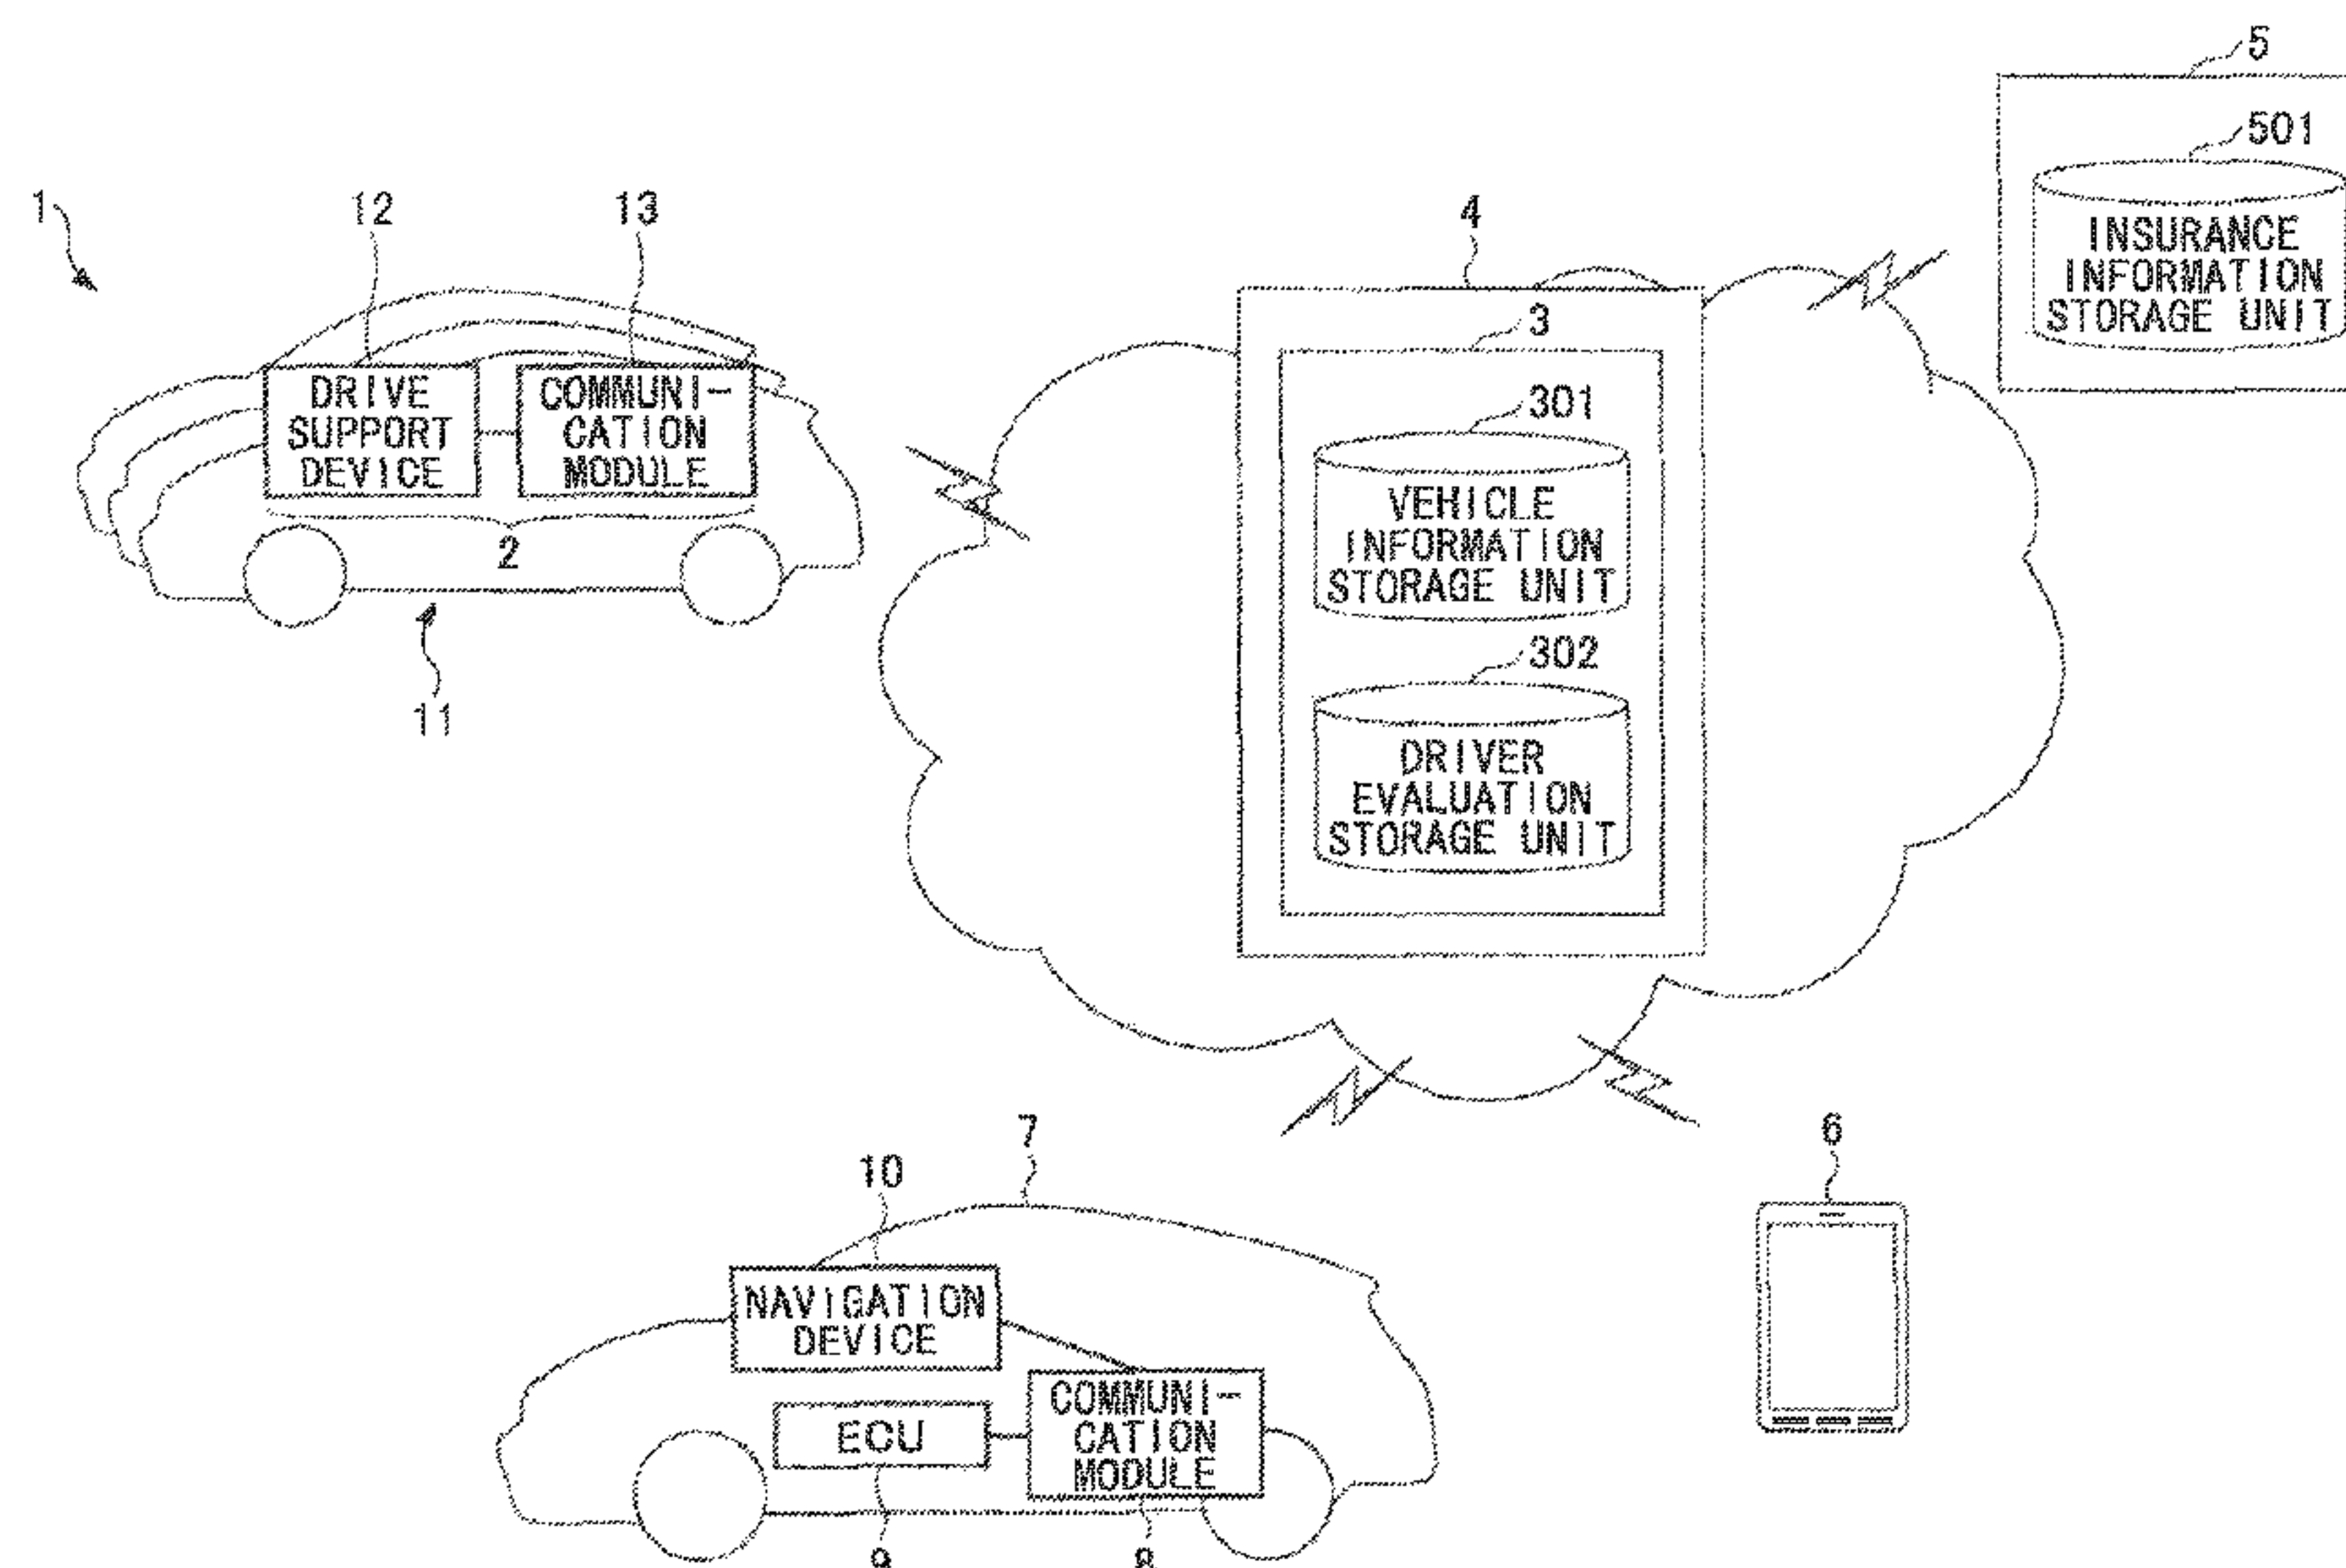 5
501
INSURANCE
INFORMATION
STORAGE UNIT
1
12
13
4
3
301
DRIVE
SUPPORT
DEVICE
COMMUNI-
CATION
MODULE
2
11
VEHICLE
INFORMATION
STORAGE UNIT
302
DRIVER
EVALUATION
STORAGE UNIT
7
10
6
NAVIGATION
DEVICE
ECU
COMMUNI-
CATION
MODULE
9
8